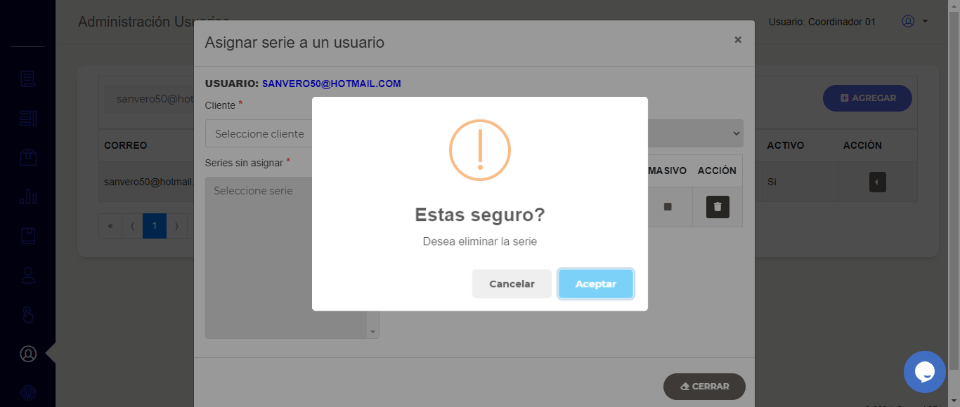 Administración Usuarios
Usuario: Coordinador 01
Asignar serie a un usuario
×
USUARIO: SANVERO50@HOTMAIL.COM
Cliente *
sanvero50@hot
AGREGAR
Seleccione cliente
CORREO
ACTIVO
ACCIÓN
Series sin asignar *
MASIVO
ACCIÓN
sanvero50@hotmail.
Seleccione serie
Si
«
1
Estas seguro?
Desea eliminar la serie
Cancelar
Aceptar
CERRAR